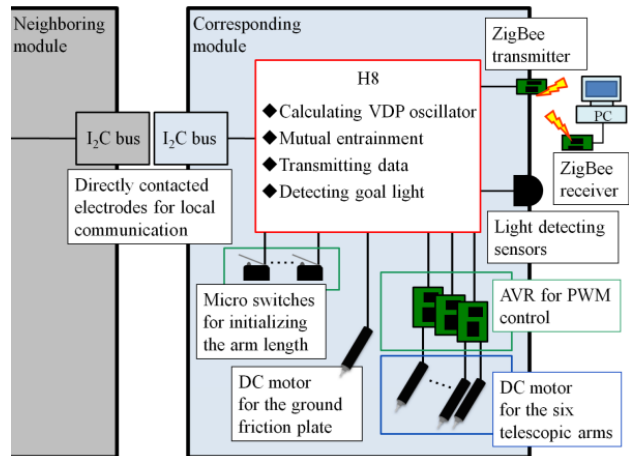 Neighboring
module
Corresponding
module
ZigBee
transmitter
H8
◆Calculating VDP oscillator
◆Mutual entrainment
◆Transmitting data
◆Detecting goal light
PC
I₂C bus
I₂C bus
ZigBee
receiver
Directly contacted
electrodes for local
communication
Light detecting
sensors
Micro switches
for initializing
the arm length
AVR for PWM
control
DC motor
for the ground
friction plate
DC motor
for the six
telescopic arms